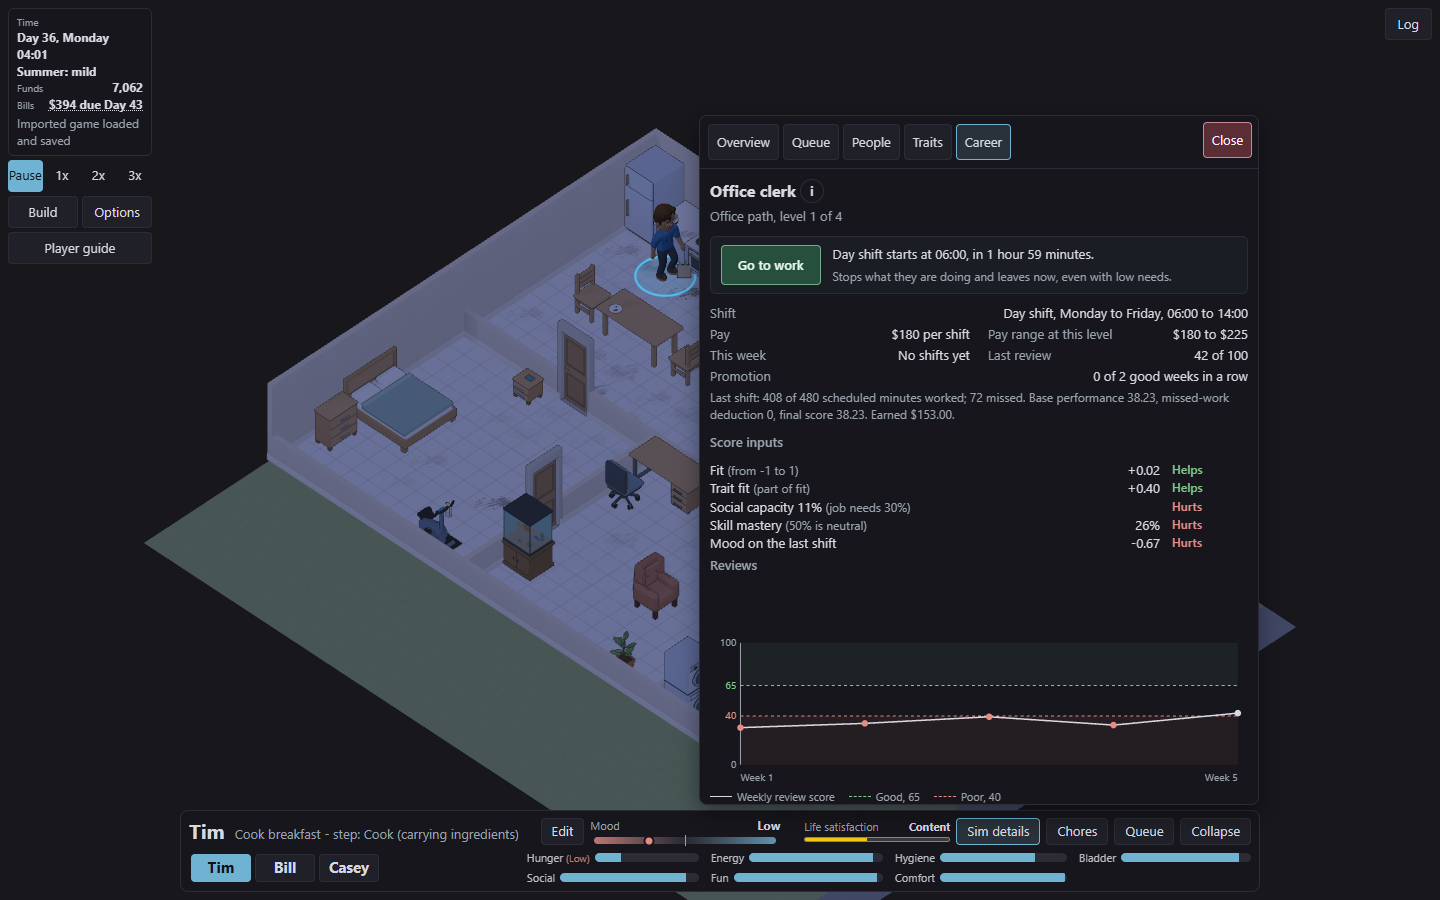 Time
Day 36, Monday
04:01
Summer: mild
Funds 7,062
Bills $394 due Day 43
Imported game loaded
and saved
Pause 1x 2x 3x
Build Options
Player guide
Log
Overview Queue People Traits Career Close
Office clerk i
Office path, level 1 of 4
Go to work
Day shift starts at 06:00, in 1 hour 59 minutes.
Stops what they are doing and leaves now, even with low needs.
Shift Day shift, Monday to Friday, 06:00 to 14:00
Pay $180 per shift Pay range at this level $180 to $225
This week No shifts yet Last review 42 of 100
Promotion 0 of 2 good weeks in a row
Last shift: 408 of 480 scheduled minutes worked; 72 missed. Base performance 38.23, missed-work
deduction 0, final score 38.23. Earned $153.00.
Score inputs
Fit (from -1 to 1) +0.02 Helps
Trait fit (part of fit) +0.40 Helps
Social capacity 11% (job needs 30%) Hurts
Skill mastery (50% is neutral) 26% Hurts
Mood on the last shift -0.67 Hurts
Reviews
100
65
40
0
Week 1 Week 5
Weekly review score Good, 65 Poor, 40
Tim Cook breakfast - step: Cook (carrying ingredients) Edit
Mood Low
Life satisfaction Content
Sim details Chores Queue Collapse
Tim Bill Casey
Hunger (Low) Energy Hygiene Bladder
Social Fun Comfort